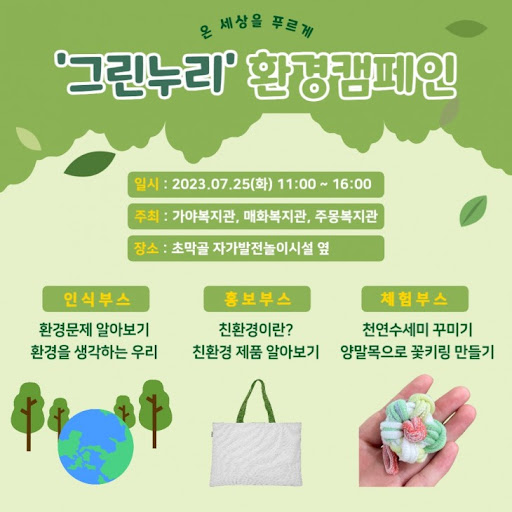 온 세상을 푸르게
'그린누리' 환경캠페인
일시 : 2023.07.25(화) 11:00 ~ 16:00
주최 : 가야복지관, 매화복지관, 주몽복지관
장소 : 초막골 자가발전놀이시설 옆
인식부스
환경문제 알아보기
환경을 생각하는 우리
홍보부스
친환경이란?
친환경 제품 알아보기
체험부스
천연수세미 꾸미기
양말목으로 꽃키링 만들기